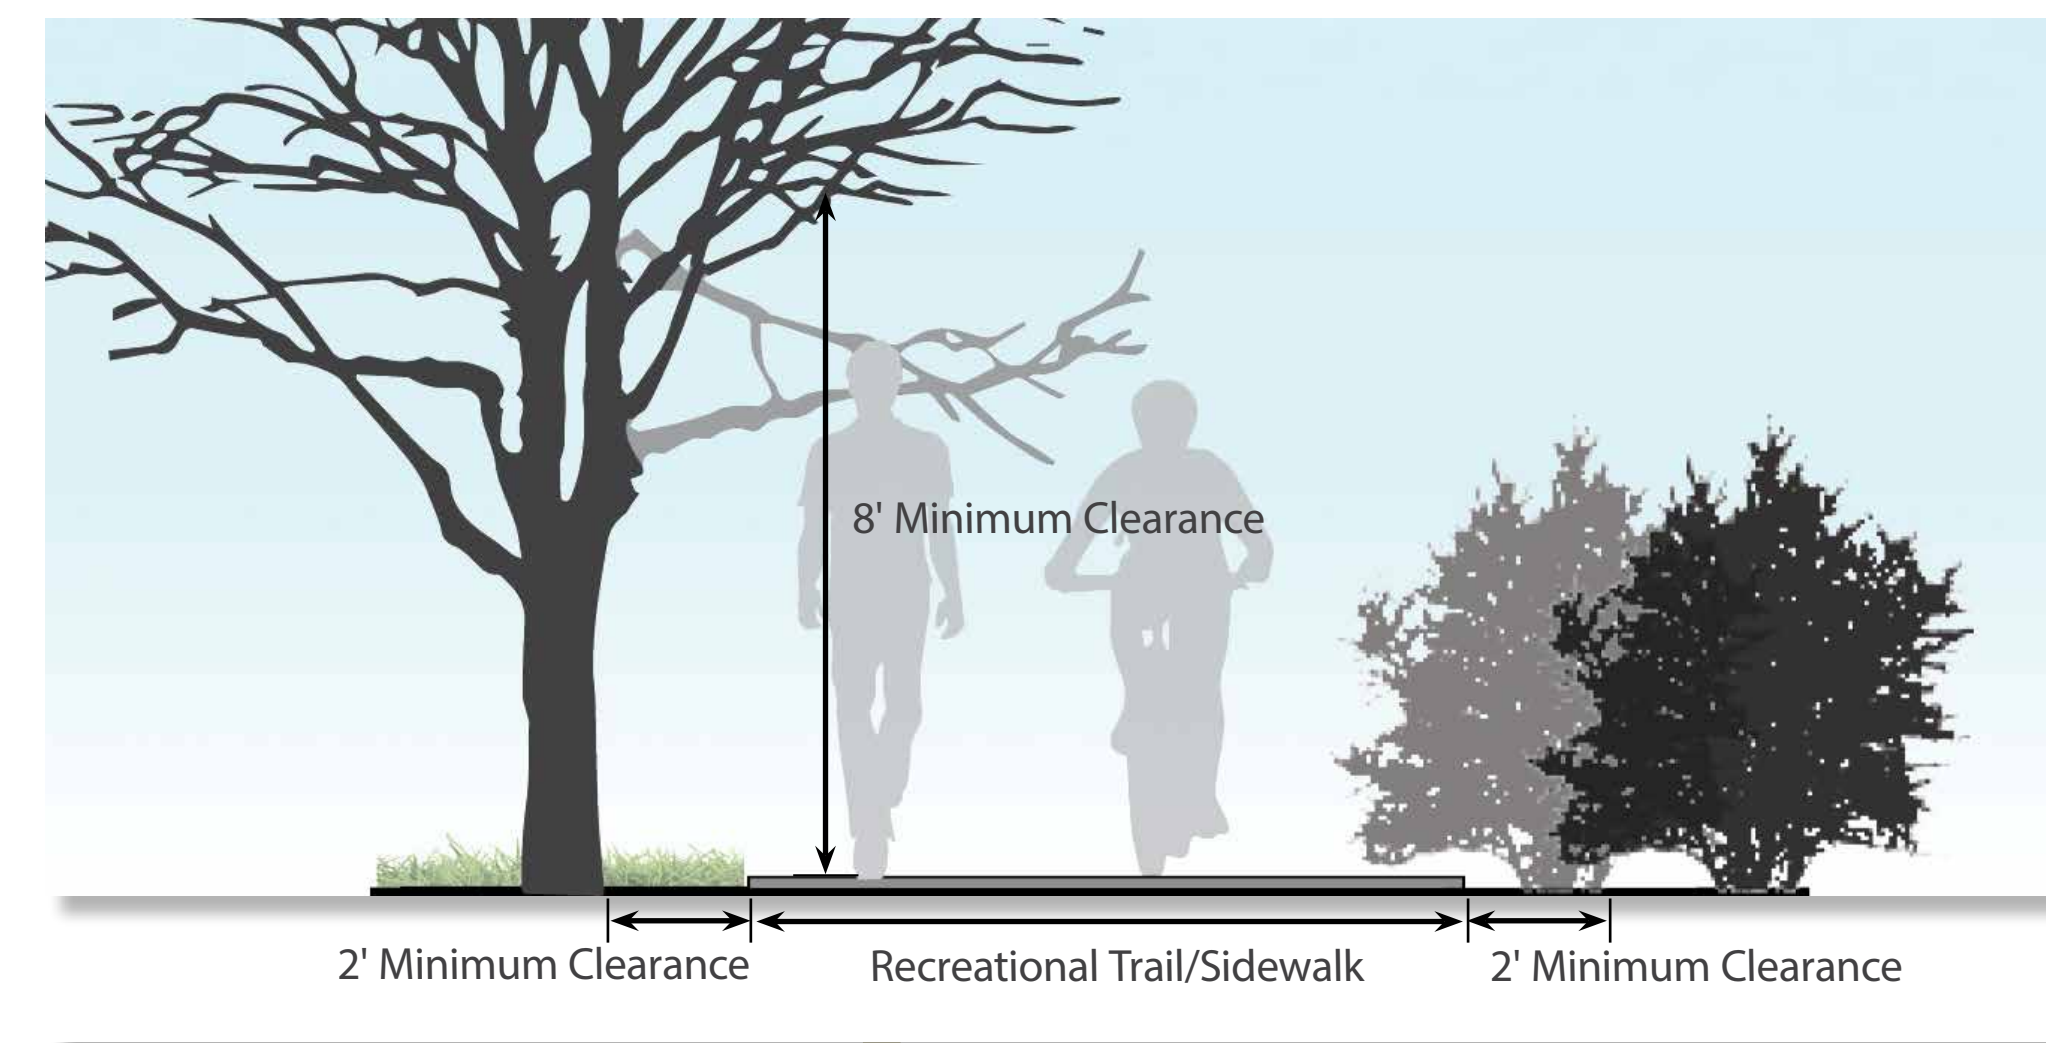 8' Minimum Clearance
2' Minimum Clearance
Recreational Trail/Sidewalk
2' Minimum Clearance